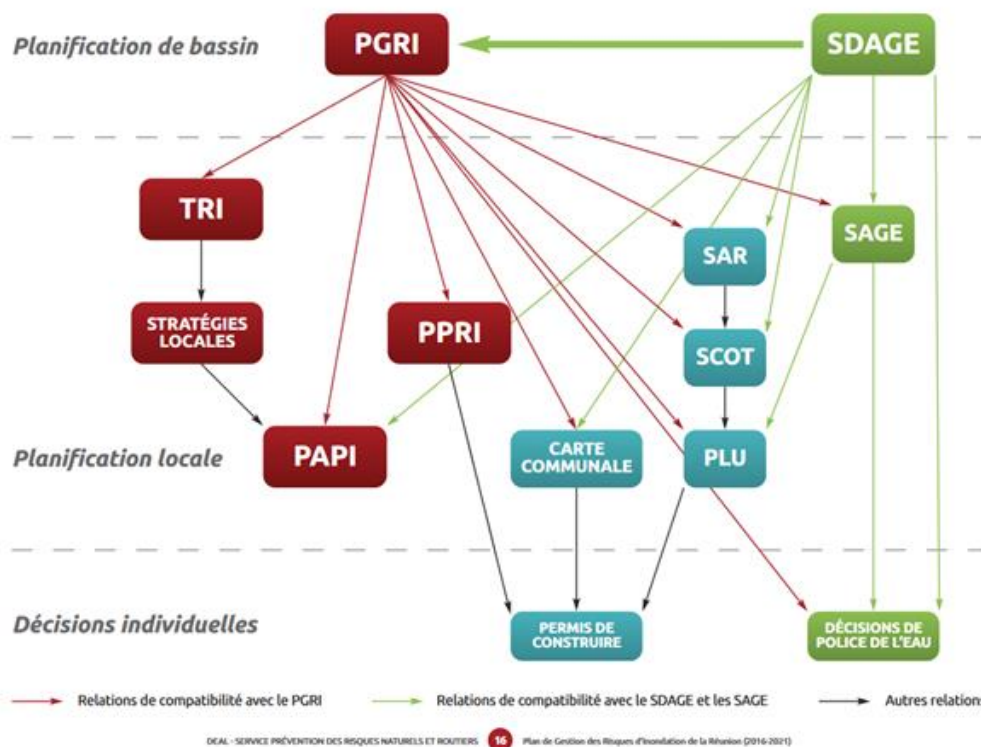 Planification de bassin
PGRI
SDAGE
TRI
SAGE
SAR
STRATÉGIES
LOCALES
PPRI
SCOT
Planification locale
PAPI
CARTE
COMMUNALE
PLU
Décisions individuelles
PERMIS DE
CONSTRUIRE
DÉCISIONS DE
POLICE DE L'EAU
Relations de compatibilité avec le PGRI
Relations de compatibilité avec le SDAGE et les SAGE
Autres relations
DEAL - SERVICE PRÉVENTION DES RISQUES NATURELS ET ROUTIERS 16 Plan de Gestion des Risques d'Inondation de la Réunion (2016-2021)